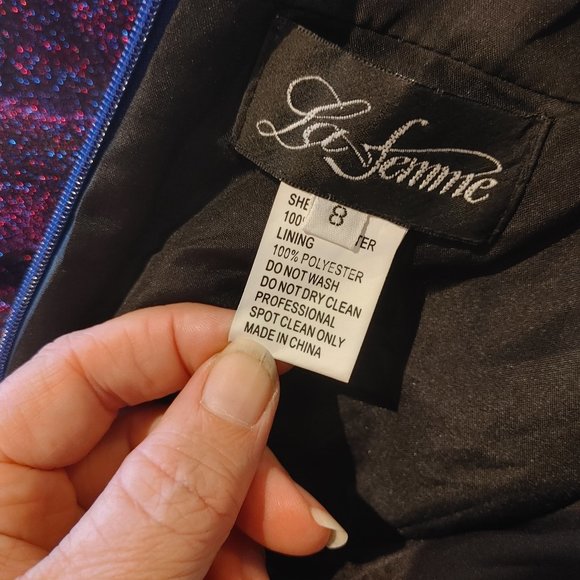 La Femme
8
LINING
100% POLYESTER
DO NOT WASH
DO NOT DRY CLEAN
PROFESSIONAL
SPOT CLEAN ONLY
MADE IN CHINA